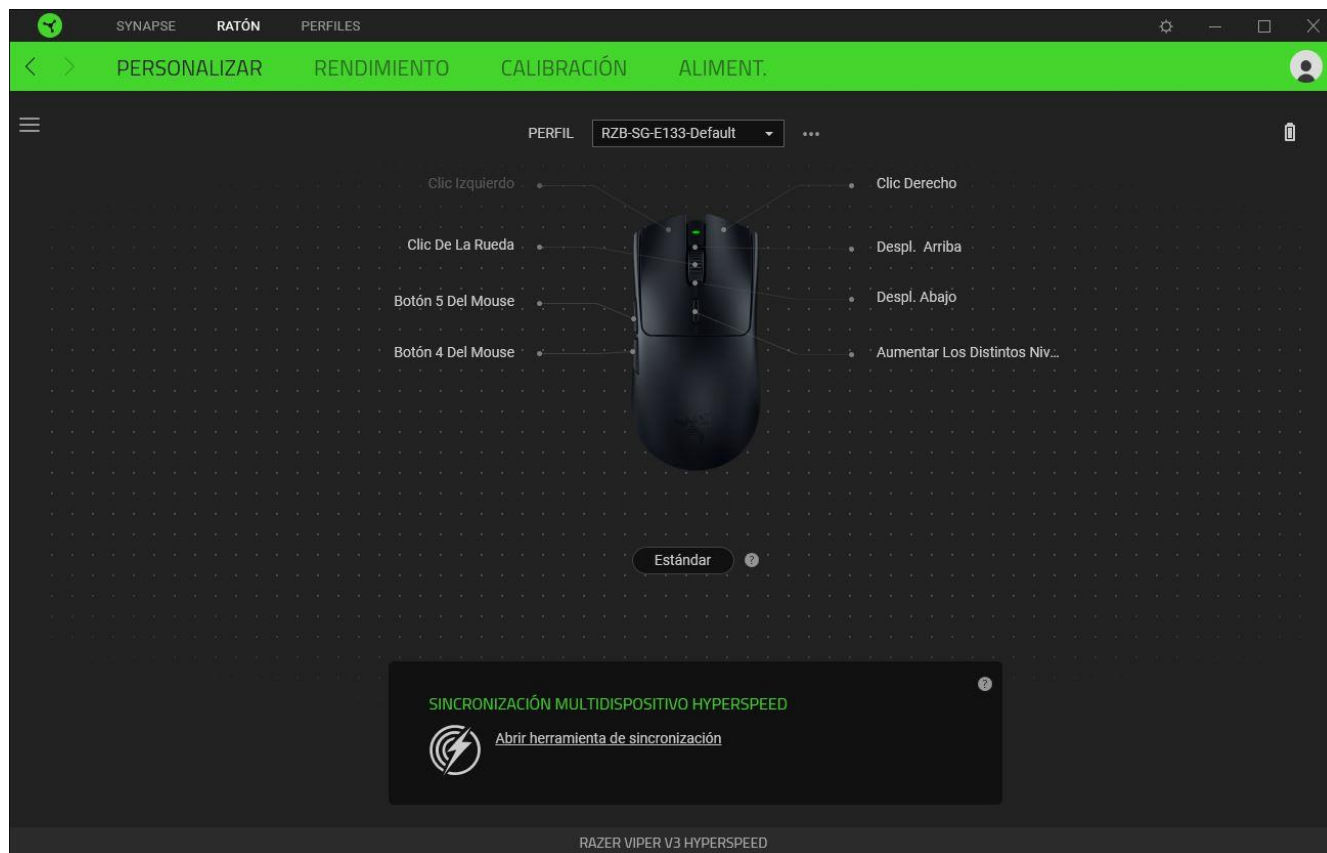 SYNAPSE RATÓN PERFILES
PERSONALIZAR RENDIMIENTO CALIBRACIÓN ALIMENT.
PERFIL RZB-SG-E133-Default
Clic Izquierdo Clic Derecho
Clic De La Rueda Despl. Arriba
Botón 5 Del Mouse Despl. Abajo
Botón 4 Del Mouse Aumentar Los Distintos Niv...
Estándar ?
?
SINCRONIZACIÓN MULTIDISPOSITIVO HYPERSPEED
Abrir herramienta de sincronización
RAZER VIPER V3 HYPERSPEED